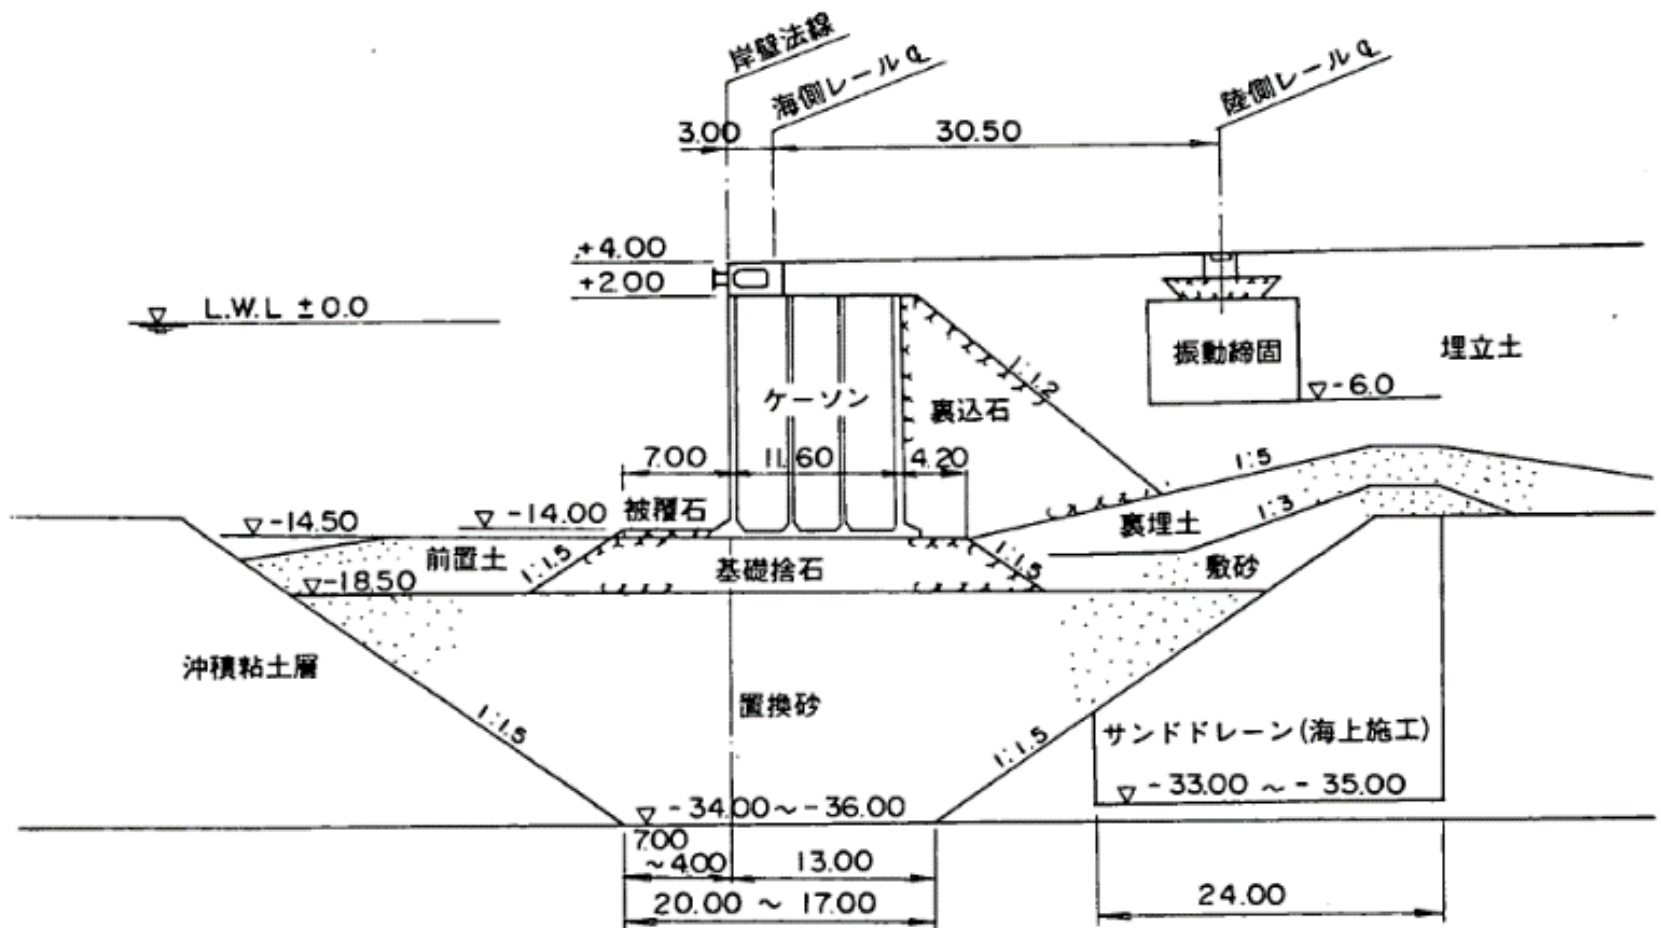 岸壁法線
海側レール℄
陸側レール℄
3.00
30.50
+4.00
+2.00
L.W.L ±0.0
振動締固
埋立土
-6.0
ケーソン
1:1.2
裏込石
7.00
11.60
4.20
1:5
被覆石
-14.50
-14.00
裏埋土
1:3
前置土
1:1.5
基礎捨石
1:1.5
敷砂
-18.50
沖積粘土層
置換砂
1:1.5
1:1.5
サンドドレーン(海上施工)
-33.00 ~ -35.00
-34.00~-36.00
7.00
~4.00
13.00
20.00 ~ 17.00
24.00